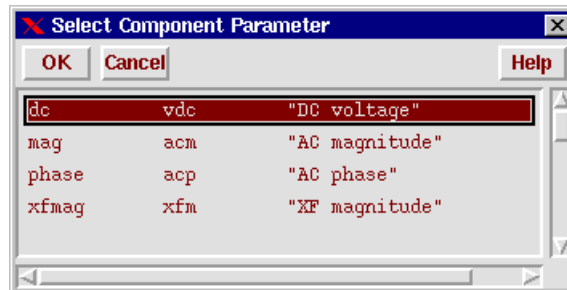 Select Component Parameter
OK Cancel Help
dc vdc "DC voltage"
mag acm "AC magnitude"
phase acp "AC phase"
xfmag xfm "XF magnitude"